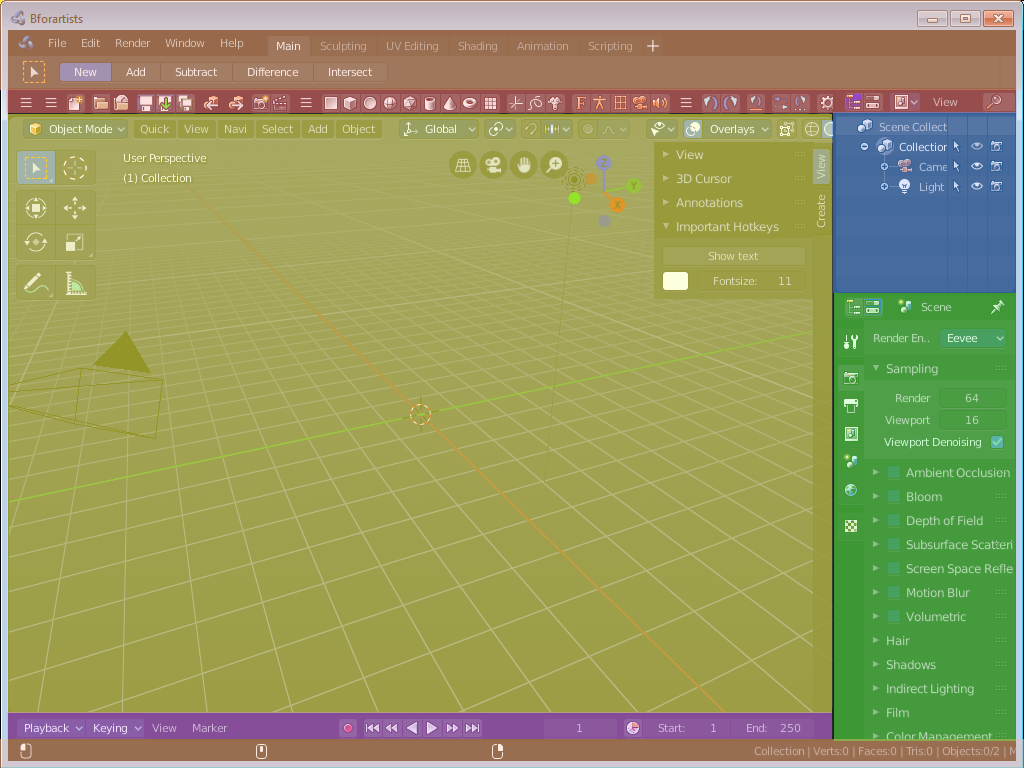 Bforartists
File Edit Render Window Help Main Sculpting UV Editing Shading Animation Scripting
New Add Subtract Difference Intersect
View
Object Mode Quick View Navi Select Add Object Global Overlays
Scene Collect
Collection
Came
Light
User Perspective
(1) Collection
Z
Y
X
View
3D Cursor
Annotations
Important Hotkeys
Show text
Fontsize: 11
View
Create
Scene
Render En.. Eevee
Sampling
Render 64
Viewport 16
Viewport Denoising
Ambient Occlusion
Bloom
Depth of Field
Subsurface Scatteri
Screen Space Refle
Motion Blur
Volumetric
Hair
Shadows
Indirect Lighting
Film
Color Management
Playback Keying View Marker 1 Start: 1 End: 250
Collection | Verts:0 | Faces:0 | Tris:0 | Objects:0/2 | M